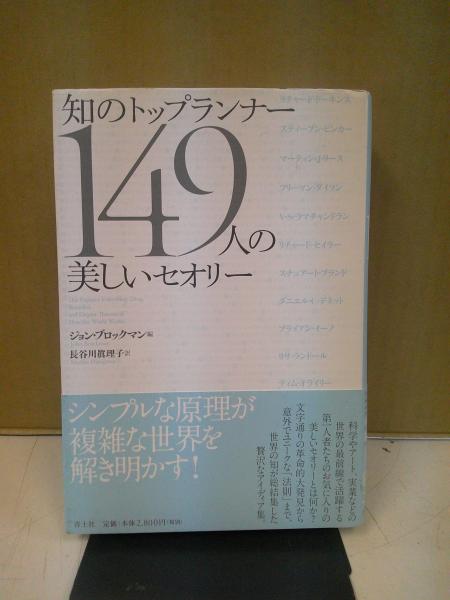 知のトップランナー
149人の
美しいセオリー
ジョン・ブロックマン 編
長谷川眞理子 訳
リチャード・ドーキンス
スティーブン・ピンカー
マーティン・J・リース
フリーマン・ダイソン
V・S・ラマチャンドラン
リチャード・セイラー
スチュアート・ブランド
ダニエル・C・デネット
ブライアン・イーノ
リサ・ランドール
ティム・オライリー
シンプルな原理が
複雑な世界を
解き明かす!
科学やアート、実業などの
世界の最前線で活躍する
第一人者たちのお気に入りの
美しいセオリーとは何か?
文字通りの革命的大発見から
意外でユニークな「法則」まで、
世界の知が総結集した
贅沢なアイディア集。
青土社 定価:本体2,800円(税別)